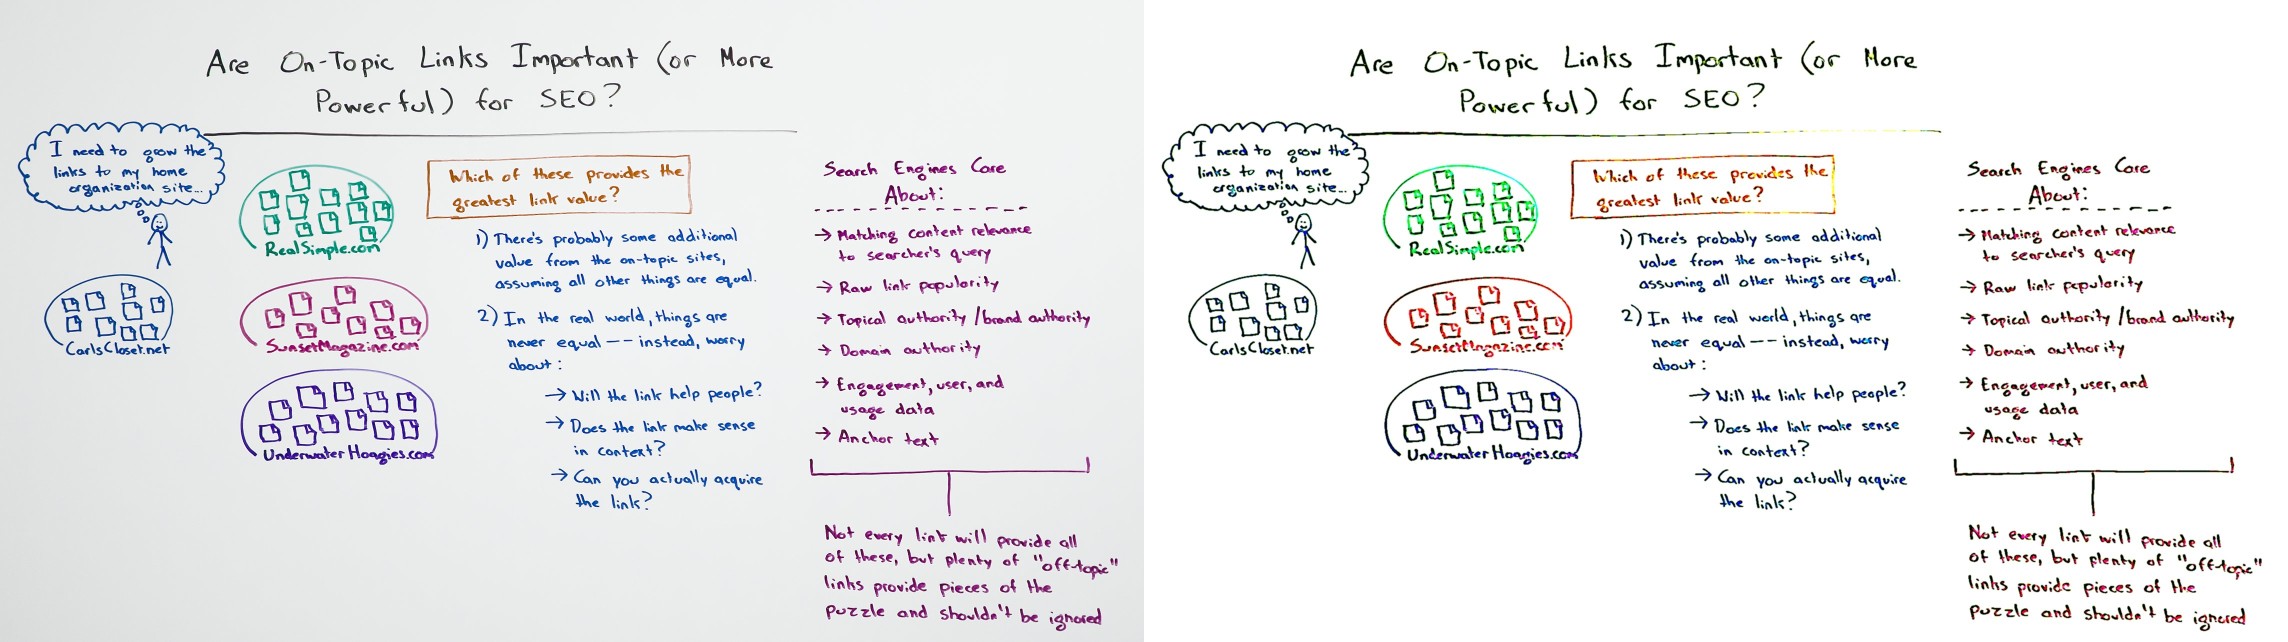 Are On-Topic Links Important (or More
Powerful) for SEO?
I need to grow the
links to my home
organization site...
CarlsCloset.net
RealSimple.com
SunsetMagazine.com
UnderwaterHoagies.com
Which of these provides the
greatest link value?
1) There's probably some additional
value from the on-topic sites,
assuming all other things are equal.
2) In the real world, things are
never equal -- instead, worry
about:
→ Will the link help people?
→ Does the link make sense
in context?
→ Can you actually acquire
the link?
Search Engines Care
About:
→ Matching content relevance
to searcher's query
→ Raw link popularity
→ Topical authority/brand authority
→ Domain authority
→ Engagement, user, and
usage data
→ Anchor text
Not every link will provide all
of these, but plenty of "off-topic"
links provide pieces of the
puzzle and shouldn't be ignored
Are On-Topic Links Important (or More
Powerful) for SEO?
I need to grow the
links to my home
organization site...
CarlsCloset.net
RealSimple.com
SunsetMagazine.com
UnderwaterHoagies.com
Which of these provides the
greatest link value?
1) There's probably some additional
value from the on-topic sites,
assuming all other things are equal.
2) In the real world, things are
never equal -- instead, worry
about:
→ Will the link help people?
→ Does the link make sense
in context?
→ Can you actually acquire
the link?
Search Engines Care
About:
→ Matching content relevance
to searcher's query
→ Raw link popularity
→ Topical authority/brand authority
→ Domain authority
→ Engagement, user, and
usage data
→ Anchor text
Not every link will provide all
of these, but plenty of "off-topic"
links provide pieces of the
puzzle and shouldn't be ignored